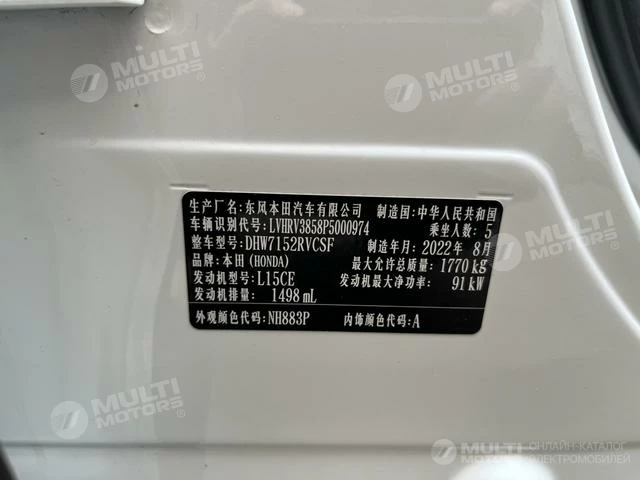 MULTI MOTORS®
MULTI MOTORS®
生产厂名:东风本田汽车有限公司 制造国:中华人民共和国
车辆识别代号:LVHRV3858P5000974 乘坐人数: 5
整车型号:DHW7152RVCSF 制造年月:2022年 8月
品牌:本田(HONDA) 最大允许总质量:1770kg
发动机型号:L15CE 发动机最大净功率: 91kW
发动机排量: 1498mL
外观颜色代码:NH883P 内饰颜色代码:A
MULTI MOTORS®
MULTI MOTORS
ОНЛАЙН-КАТАЛОГ
ЭЛЕКТРОМОБИЛЕЙ